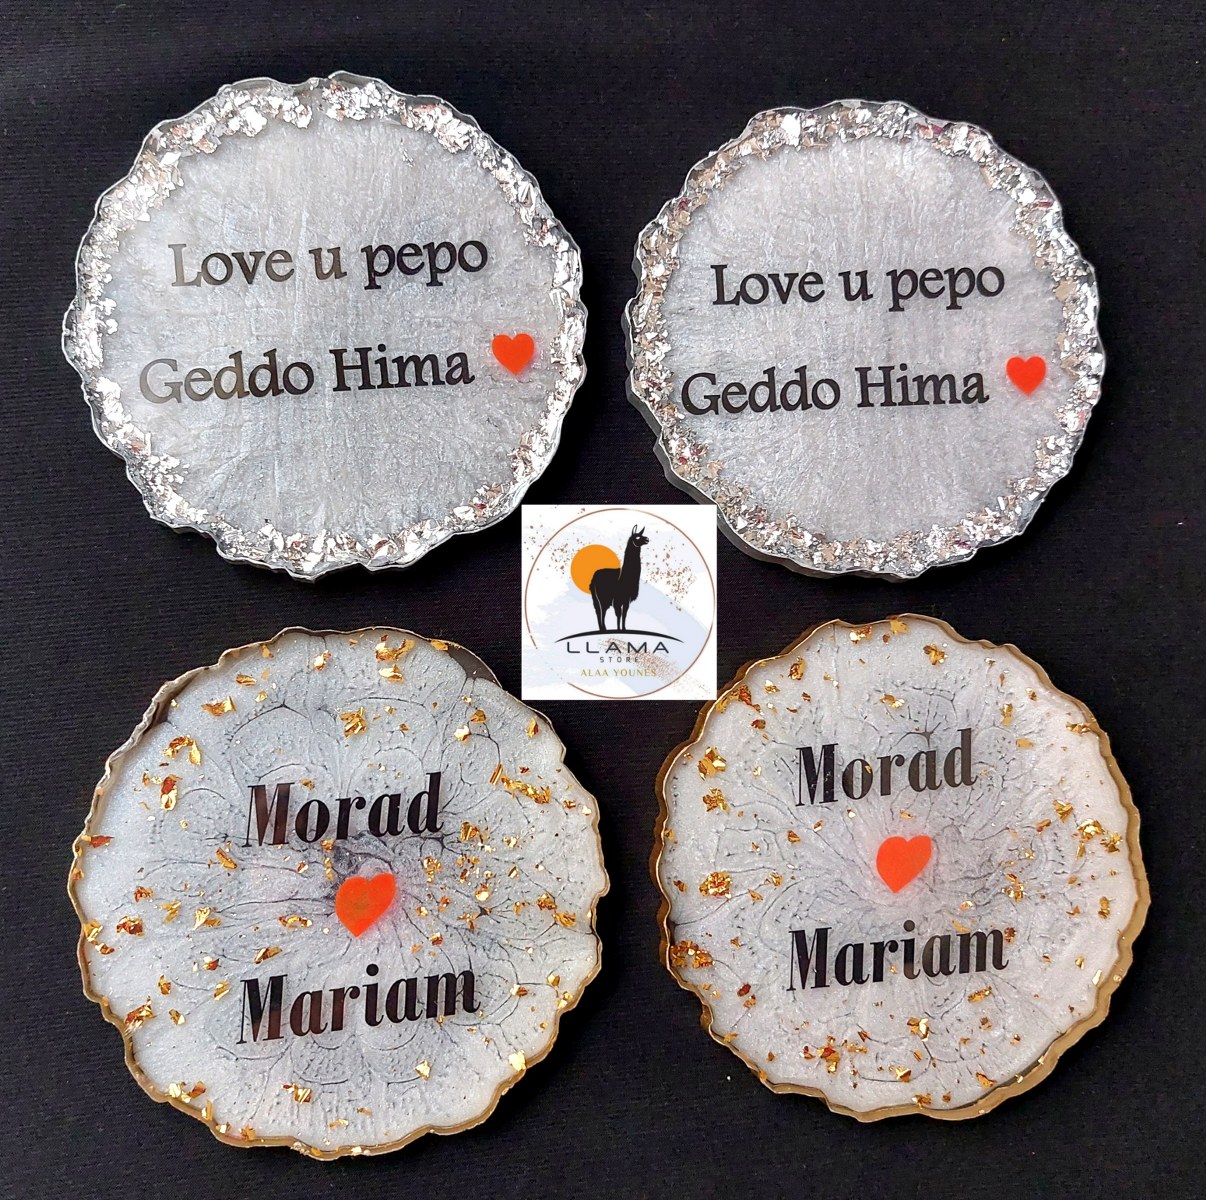 Love u pepo
Geddo Hima
Love u pepo
Geddo Hima
LLAMA
STORE
ALAA YOUNES
Morad
Mariam
Morad
Mariam